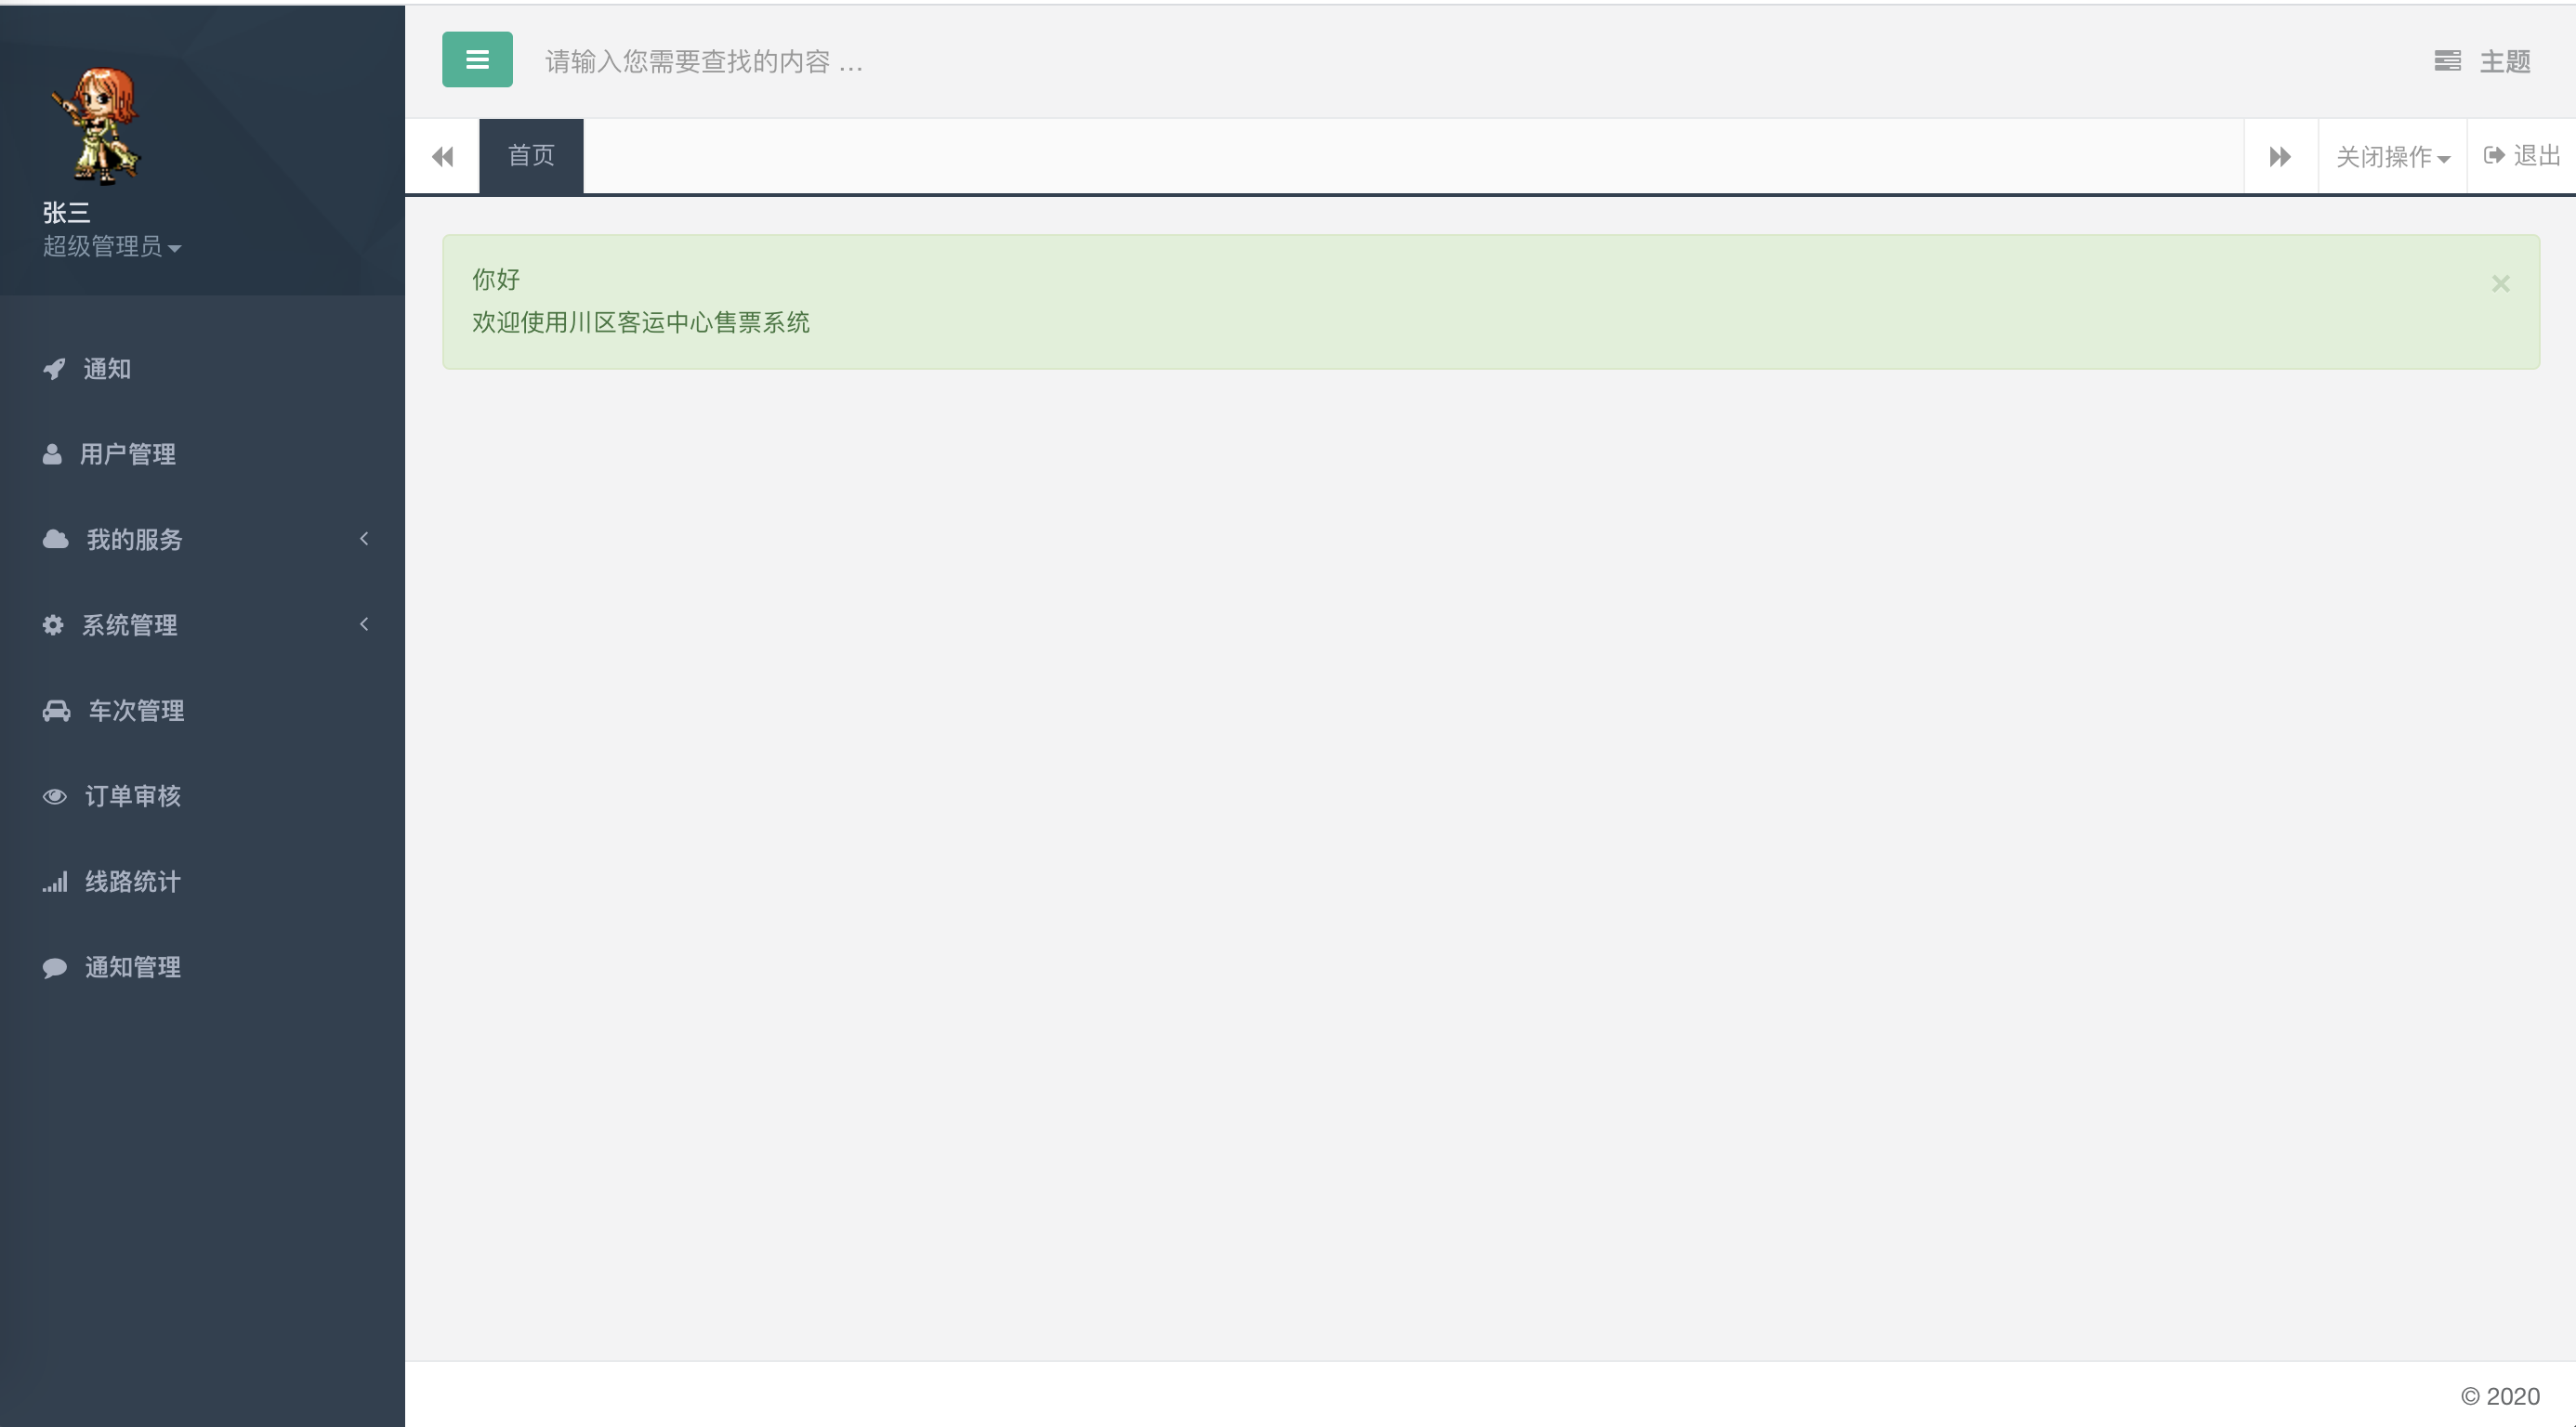 请输入您需要查找的内容 …
主题
首页
关闭操作
退出
张三
超级管理员
通知
用户管理
我的服务
系统管理
车次管理
订单审核
线路统计
通知管理
你好
×
欢迎使用川区客运中心售票系统
© 2020